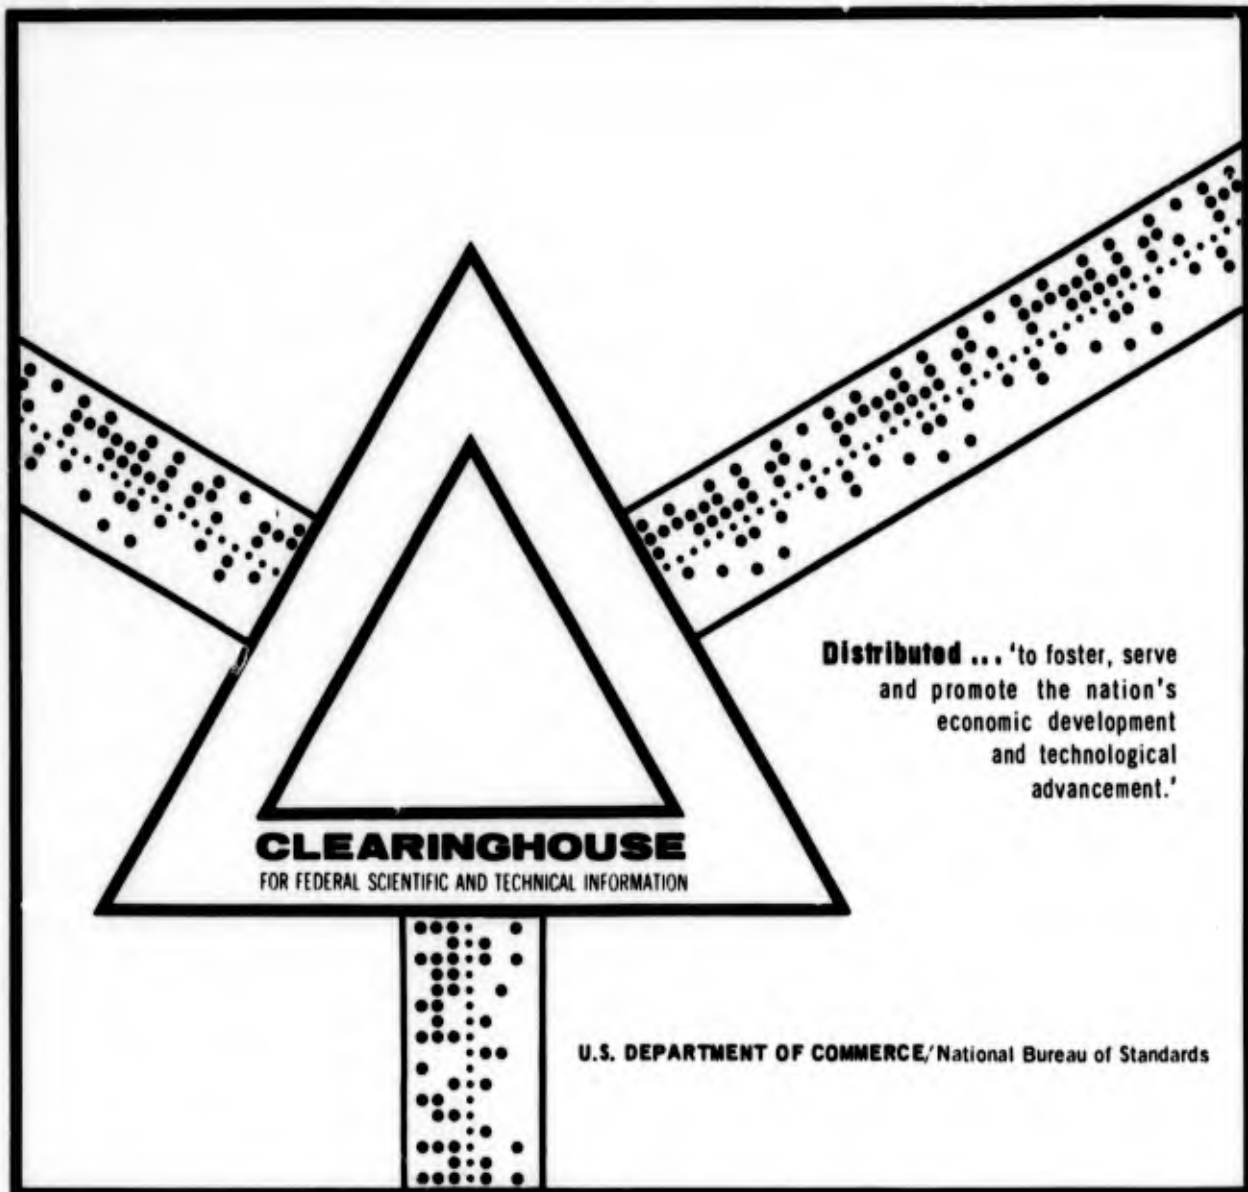 Distributed ... 'to foster, serve
and promote the nation's
economic development
and technological
advancement.'
CLEARINGHOUSE
FOR FEDERAL SCIENTIFIC AND TECHNICAL INFORMATION
U.S. DEPARTMENT OF COMMERCE/National Bureau of Standards